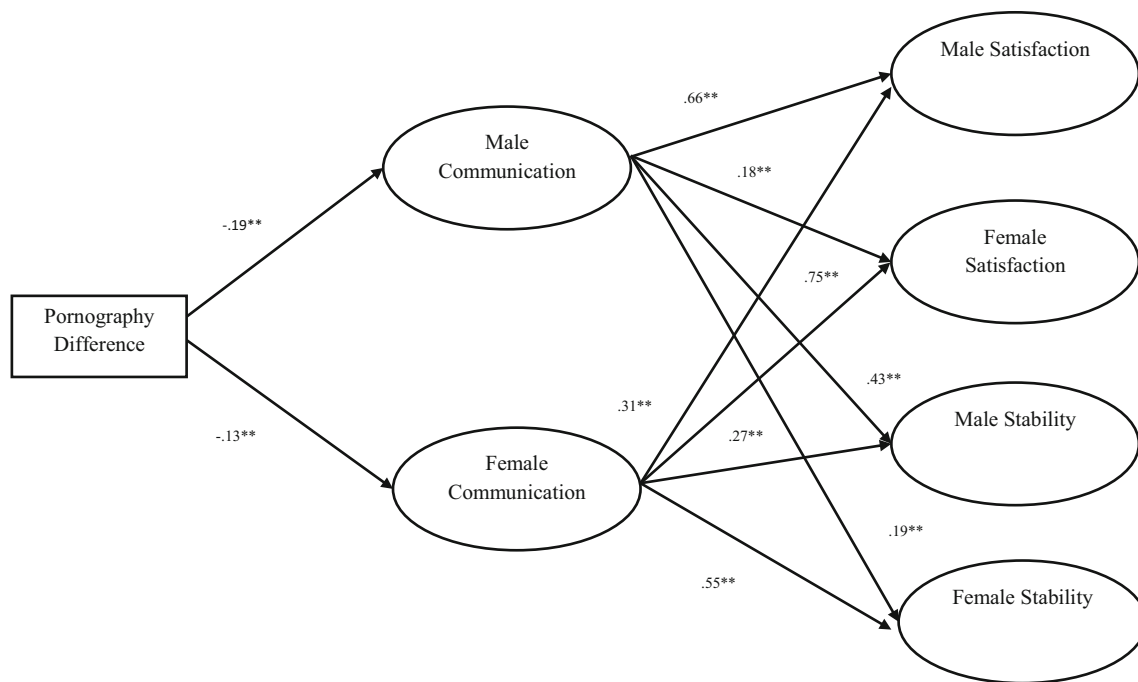 Male Satisfaction
.66**
Male
Communication
.18**
-.19**
Female
Satisfaction
.75**
Pornography
Difference
.43**
.31**
Male Stability
-.13**
.27**
Female
Communication
.19**
.55**
Female Stability